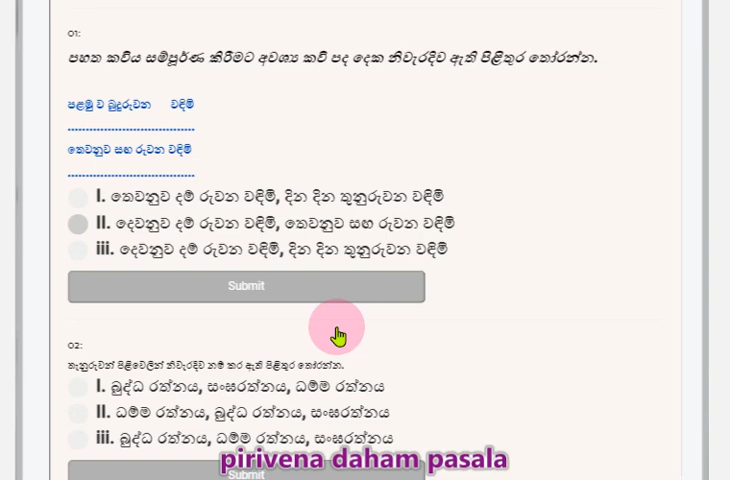 01:
පහත කවිය සම්පූර්ණ කිරීමට අවශ්‍ය කවි පද දෙක නිවැරදිව ඇති පිළිතුර තෝරන්න.
පළමු ව බුදුරුවන වඳිමි
....................................
තෙවනුව සඟ රුවන වඳිමි
....................................
I. තෙවනුව දම් රුවන වඳිමි, දින දින තුනුරුවන වඳිමි
II. දෙවනුව දම් රුවන වඳිමි, තෙවනුව සඟ රුවන වඳිමි
iii. දෙවනුව දම් රුවන වඳිමි, දින දින තුනුරුවන වඳිමි
Submit
02:
තැනුරුවන් පිළිවෙලින් නිවැරදිව නම් කර ඇති පිළිතුර තෝරන්න.
I. බුද්ධ රත්නය, සංඝරත්නය, ධම්ම රත්නය
II. ධම්ම රත්නය, බුද්ධ රත්නය, සංඝරත්නය
iii. බුද්ධ රත්නය, ධම්ම රත්නය, සංඝරත්නය
pirivena daham pasala
Submit